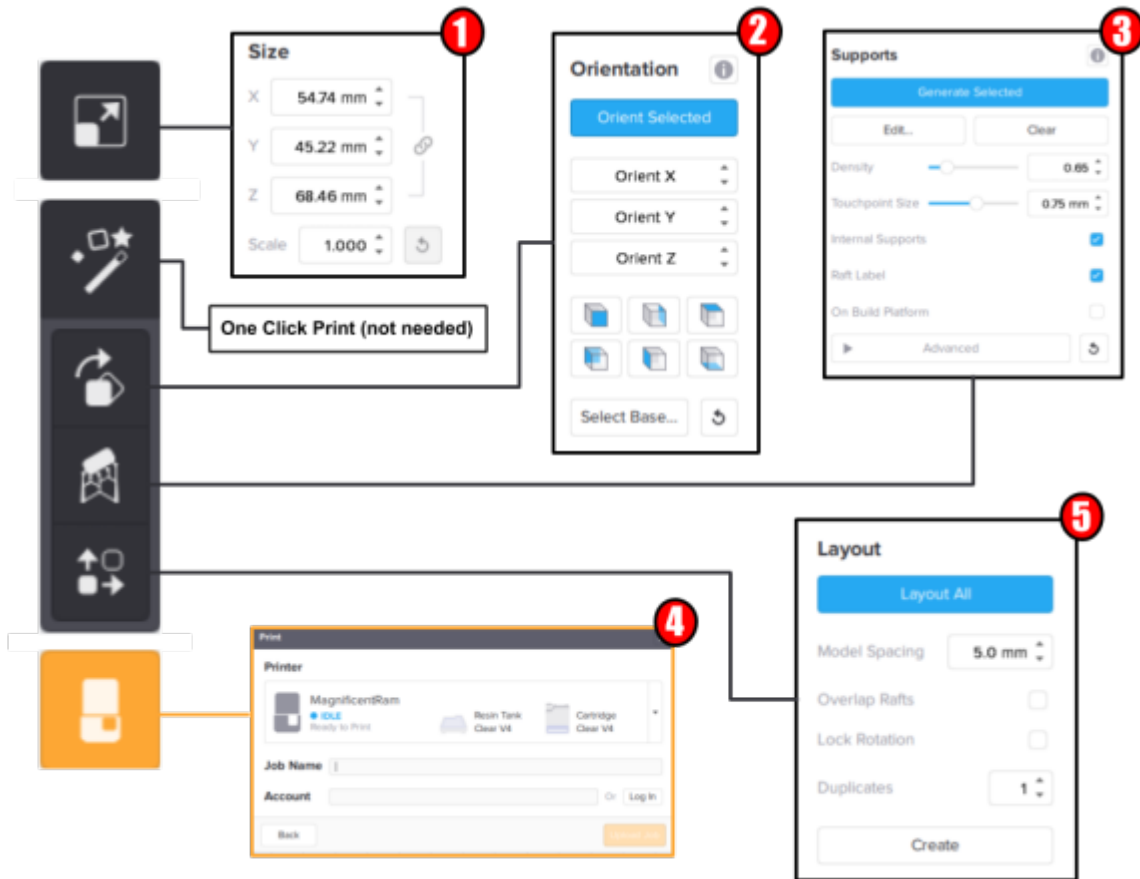 1
Size
X 54.74 mm
Y 45.22 mm
Z 68.46 mm
Scale 1.000
One Click Print (not needed)
2
Orientation
Orient Selected
Orient X
Orient Y
Orient Z
Select Base...
3
Supports
Generate Selected
Edit... Clear
Density 0.65
Touchpoint Size 0.75 mm
Internal Supports
Raft Label
On Build Platform
Advanced
4
Print
Printer
MagnificentRam
IDLE
Ready to Print
Resin Tank
Clear V4
Cartridge
Clear V4
Job Name
Account Or Log In
Back Upload Job
5
Layout
Layout All
Model Spacing 5.0 mm
Overlap Rafts
Lock Rotation
Duplicates 1
Create